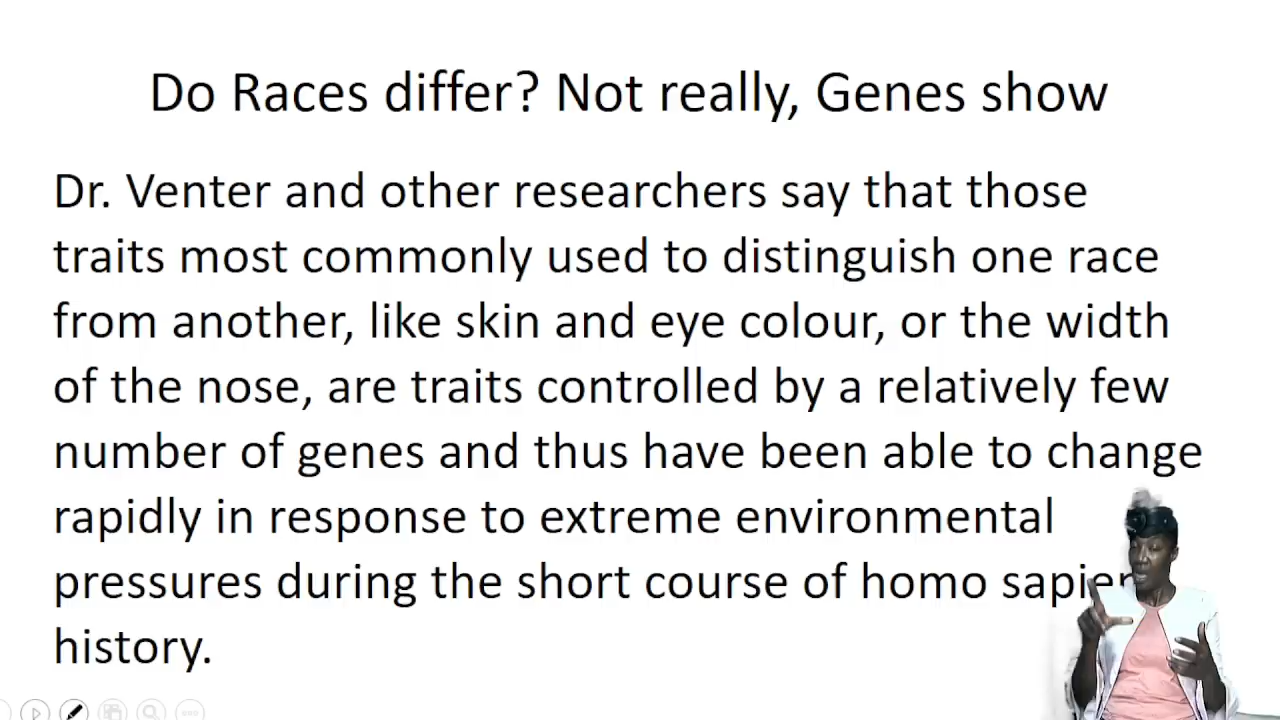 Do Races differ? Not really, Genes show
Dr. Venter and other researchers say that those
traits most commonly used to distinguish one race
from another, like skin and eye colour, or the width
of the nose, are traits controlled by a relatively few
number of genes and thus have been able to change
rapidly in response to extreme environmental
pressures during the short course of homo sapien
history.